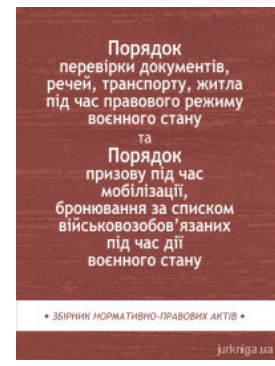 Порядок
перевірки документів,
речей, транспорту, житла
під час правового режиму
воєнного стану
та
Порядок
призову під час
мобілізації,
бронювання за списком
військовозобов’язаних
під час дії
воєнного стану
• ЗБІРНИК НОРМАТИВНО-ПРАВОВИХ АКТІВ •
jurkniga.ua